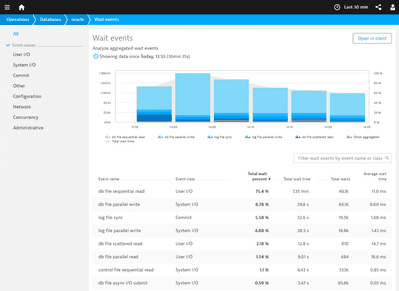 Last 30 min
Operations
Databases
Wait events
All
Event classes
User I/O
System I/O
Commit
Other
Configuration
Network
Concurrency
Administrative
Wait events
Open in client
Analyze aggregated wait events
Showing data since Today, 13:55 (30min 35s)
db file sequential read
db file parallel write
log file sync
log file parallel write
db file scattered read
Other aggregated
Total wait time
Filter wait events by event name or class
Event name
Event class
Total wait percent ▼
Total wait time
Total waits
Average wait time
db file sequential read
User I/O
75.4 %
7.35 min
40.1k
11.0 ms
db file parallel write
System I/O
6.78 %
39.6 s
66.1k
0.60 ms
log file sync
Commit
5.58 %
32.6 s
19.5k
1.68 ms
log file parallel write
System I/O
4.88 %
28.5 s
19.9k
1.43 ms
db file scattered read
User I/O
2.18 %
12.8 s
870
14.7 ms
db file parallel read
User I/O
1.54 %
9.01 s
484
18.6 ms
control file sequential read
System I/O
1.1 %
6.43 s
7.53k
0.85 ms
db file async I/O submit
System I/O
0.59 %
3.47 s
65.6k
0.05 ms